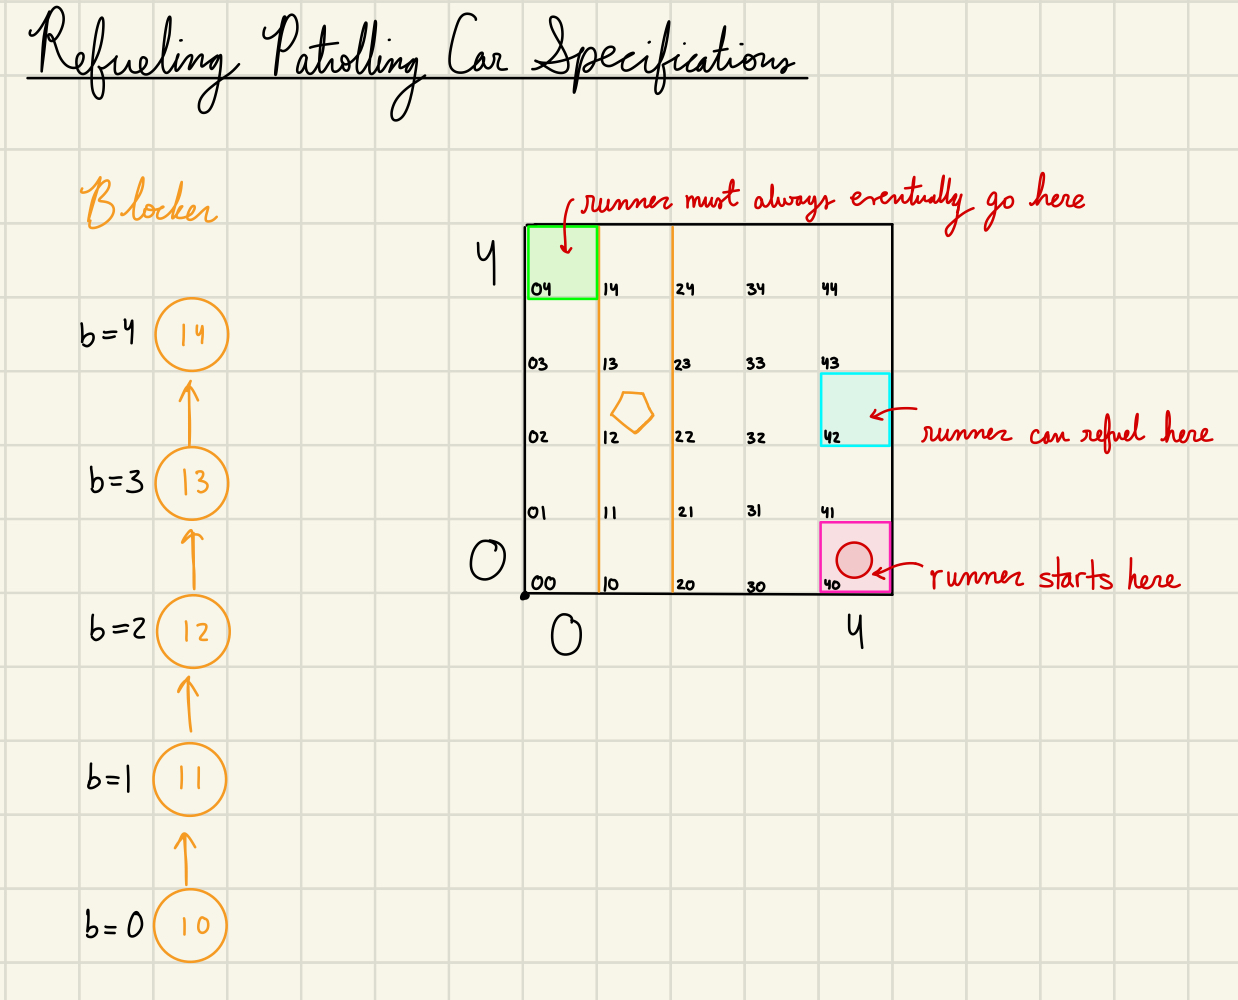 Refueling Patrolling Car Specifications
Blocker
runner must always eventually go here
4
04 14 24 34 44
b=4 14
03 13 23 33 43
02 12 22 32 42
runner can refuel here
b=3 13
01 11 21 31 41
0
00 10 20 30 40
runner starts here
0 4
b=2 12
b=1 11
b=0 10